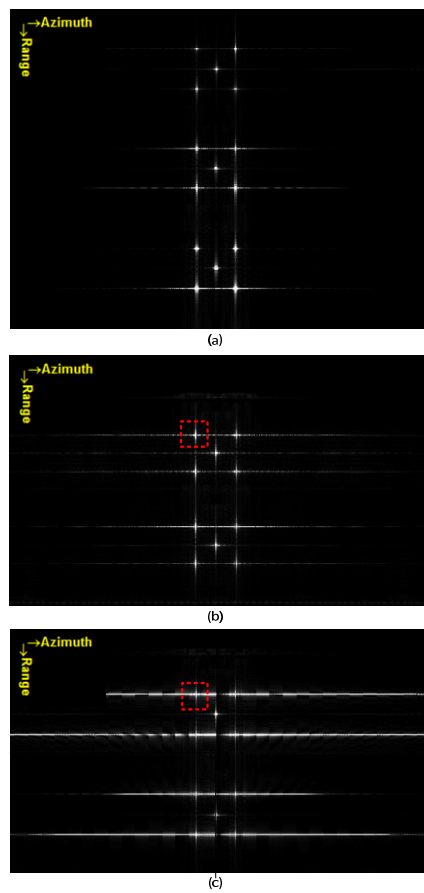 →Azimuth
→Range
(a)
→Azimuth
→Range
(b)
→Azimuth
→Range
(c)